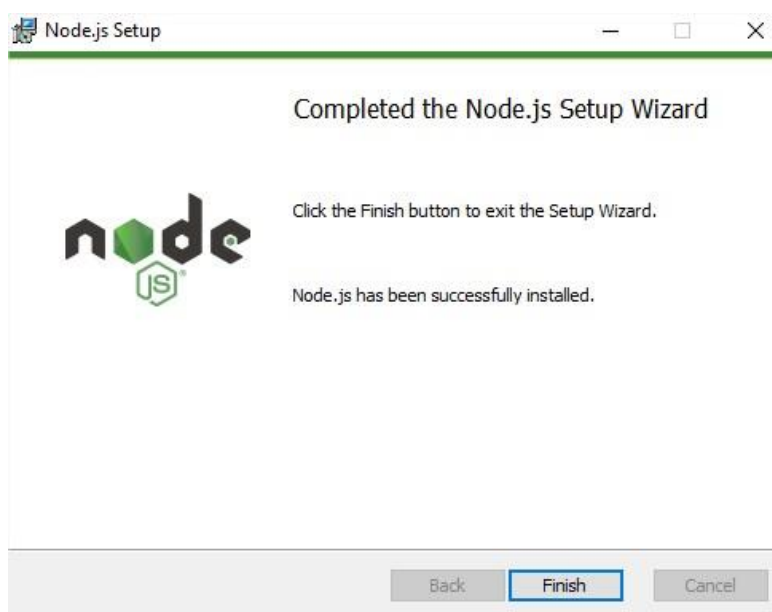 Node.js Setup
Completed the Node.js Setup Wizard
Click the Finish button to exit the Setup Wizard.
node
JS
Node.js has been successfully installed.
Back
Finish
Cancel